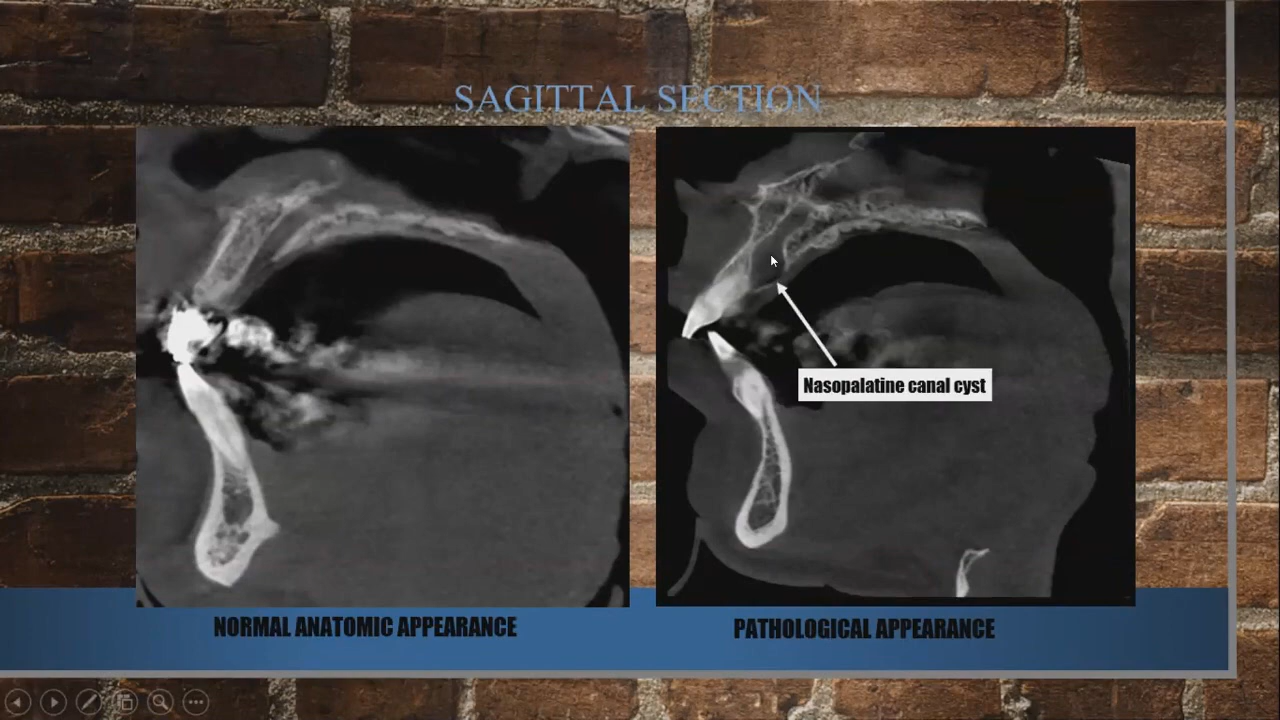 SAGITTAL SECTION
Nasopalatine canal cyst
NORMAL ANATOMIC APPEARANCE
PATHOLOGICAL APPEARANCE